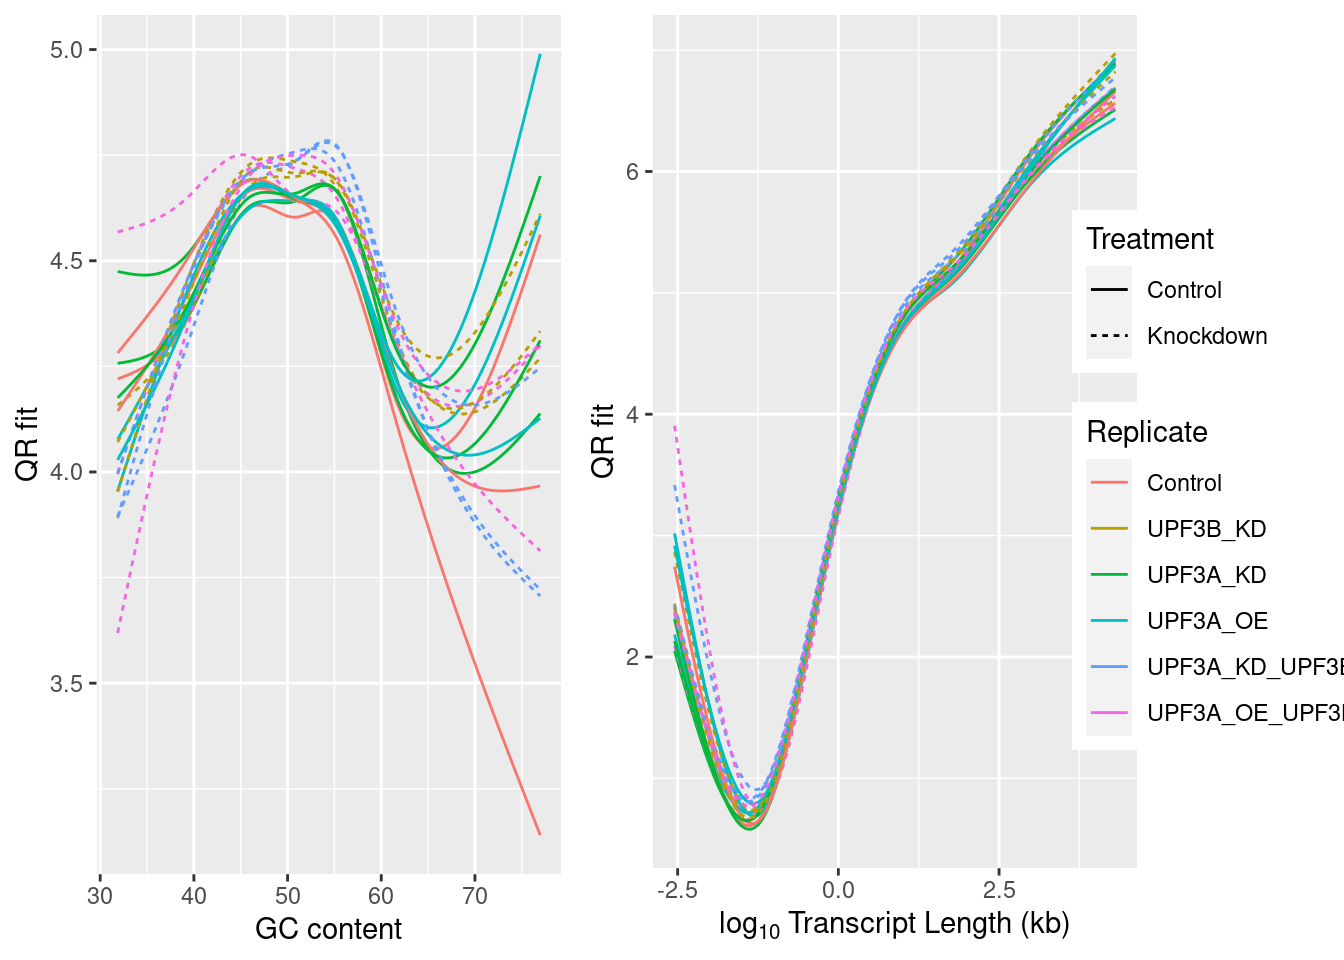 5.0
4.5
4.0
3.5
QR fit
30 40 50 60 70
GC content
6
4
2
QR fit
-2.5 0.0 2.5
log10 Transcript Length (kb)
Treatment
Control
Knockdown
Replicate
Control
UPF3B_KD
UPF3A_KD
UPF3A_OE
UPF3A_KD_UPF3
UPF3A_OE_UPF3